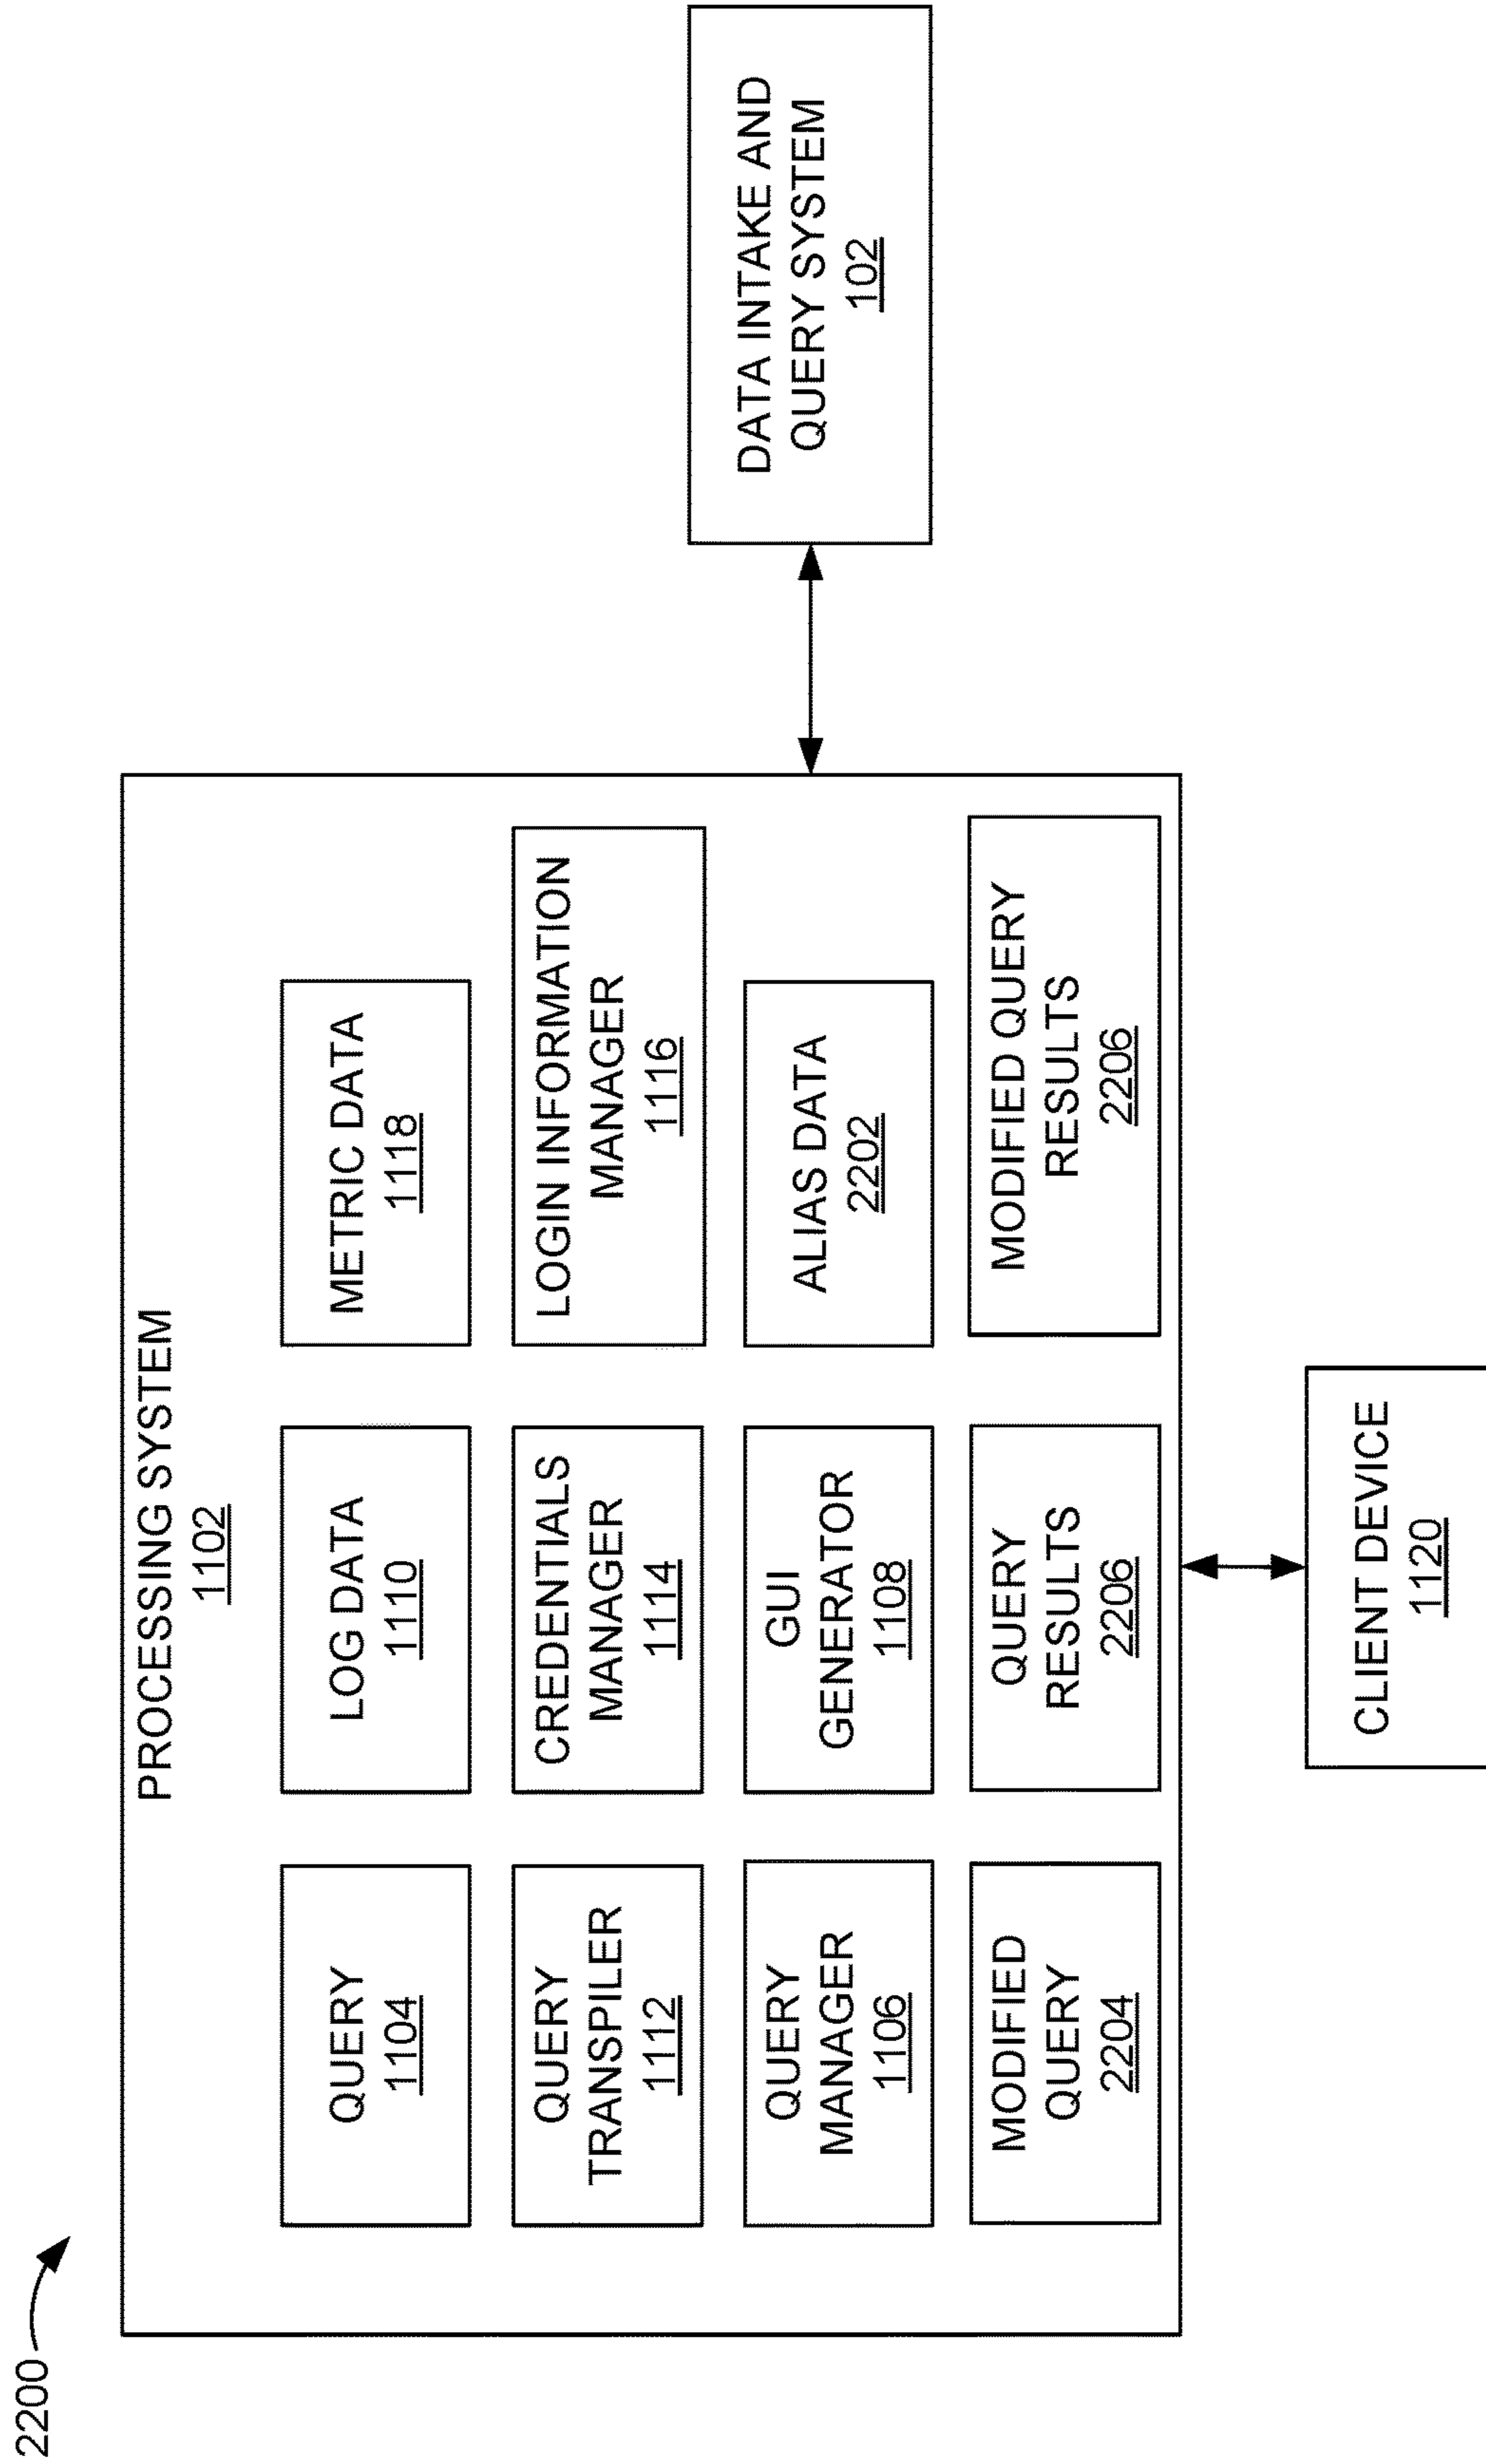 2200
PROCESSING SYSTEM
1102
QUERY
1104
LOG DATA
1110
METRIC DATA
1118
QUERY
TRANSPILER
1112
CREDENTIALS
MANAGER
1114
LOGIN INFORMATION
MANAGER
1116
QUERY
MANAGER
1106
GUI
GENERATOR
1108
ALIAS DATA
2202
MODIFIED
QUERY
2204
QUERY
RESULTS
2206
MODIFIED QUERY
RESULTS
2206
DATA INTAKE AND
QUERY SYSTEM
102
CLIENT DEVICE
1120